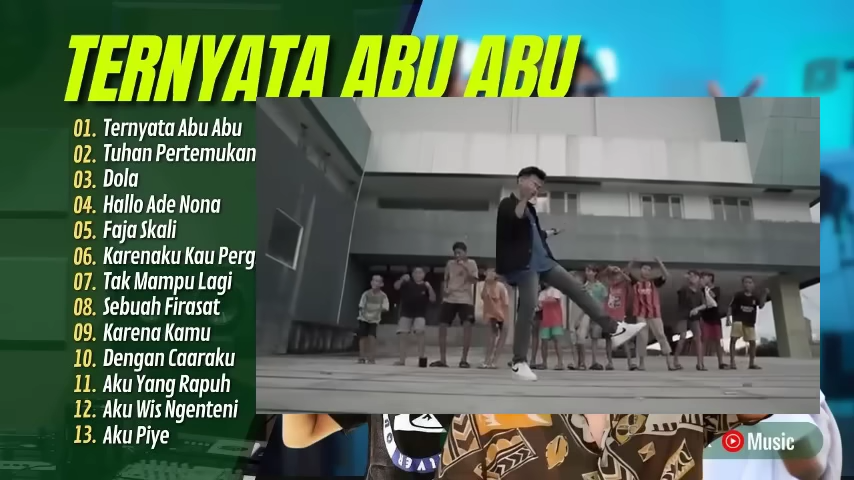 TERNYATA ABU ABU
01. Ternyata Abu Abu
02. Tuhan Pertemukan
03. Dola
04. Hallo Ade Nona
05. Faja Skali
06. Karenaku Kau Perg
07. Tak Mampu Lagi
08. Sebuah Firasat
09. Karena Kamu
10. Dengan Caaraku
11. Aku Yang Rapuh
12. Aku Wis Ngenteni
13. Aku Piye
Music